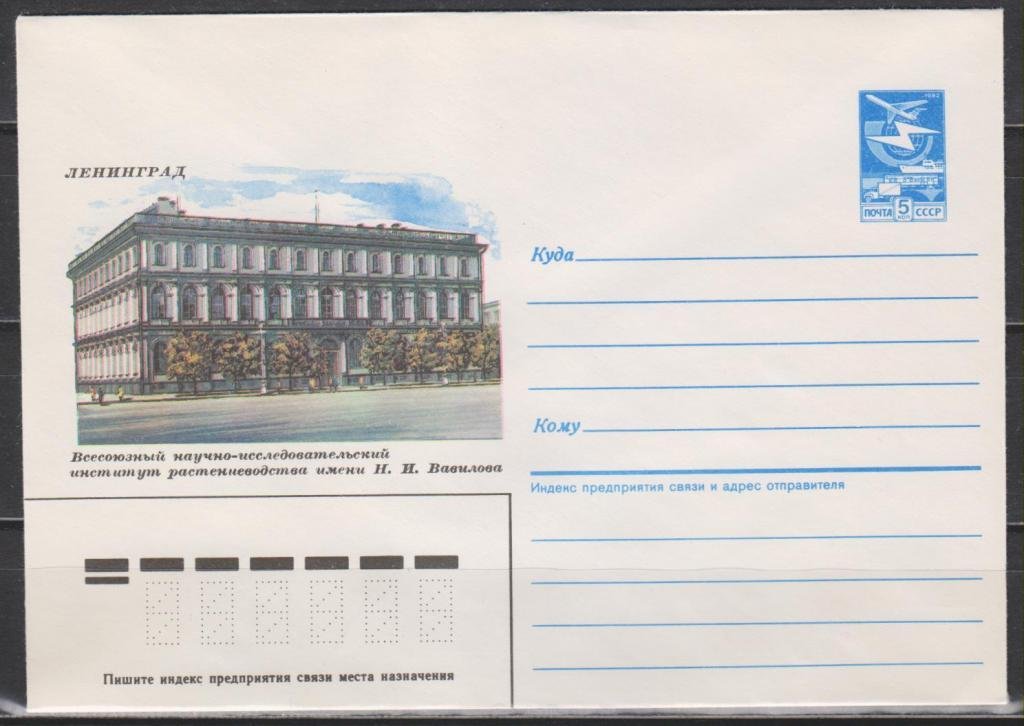 ЛЕНИНГРАД
1982
ПОЧТА 5 КОП СССР
Куда
Кому
Всесоюзный научно-исследовательский
институт растениеводства имени Н. И. Вавилова
Индекс предприятия связи и адрес отправителя
Пишите индекс предприятия связи места назначения